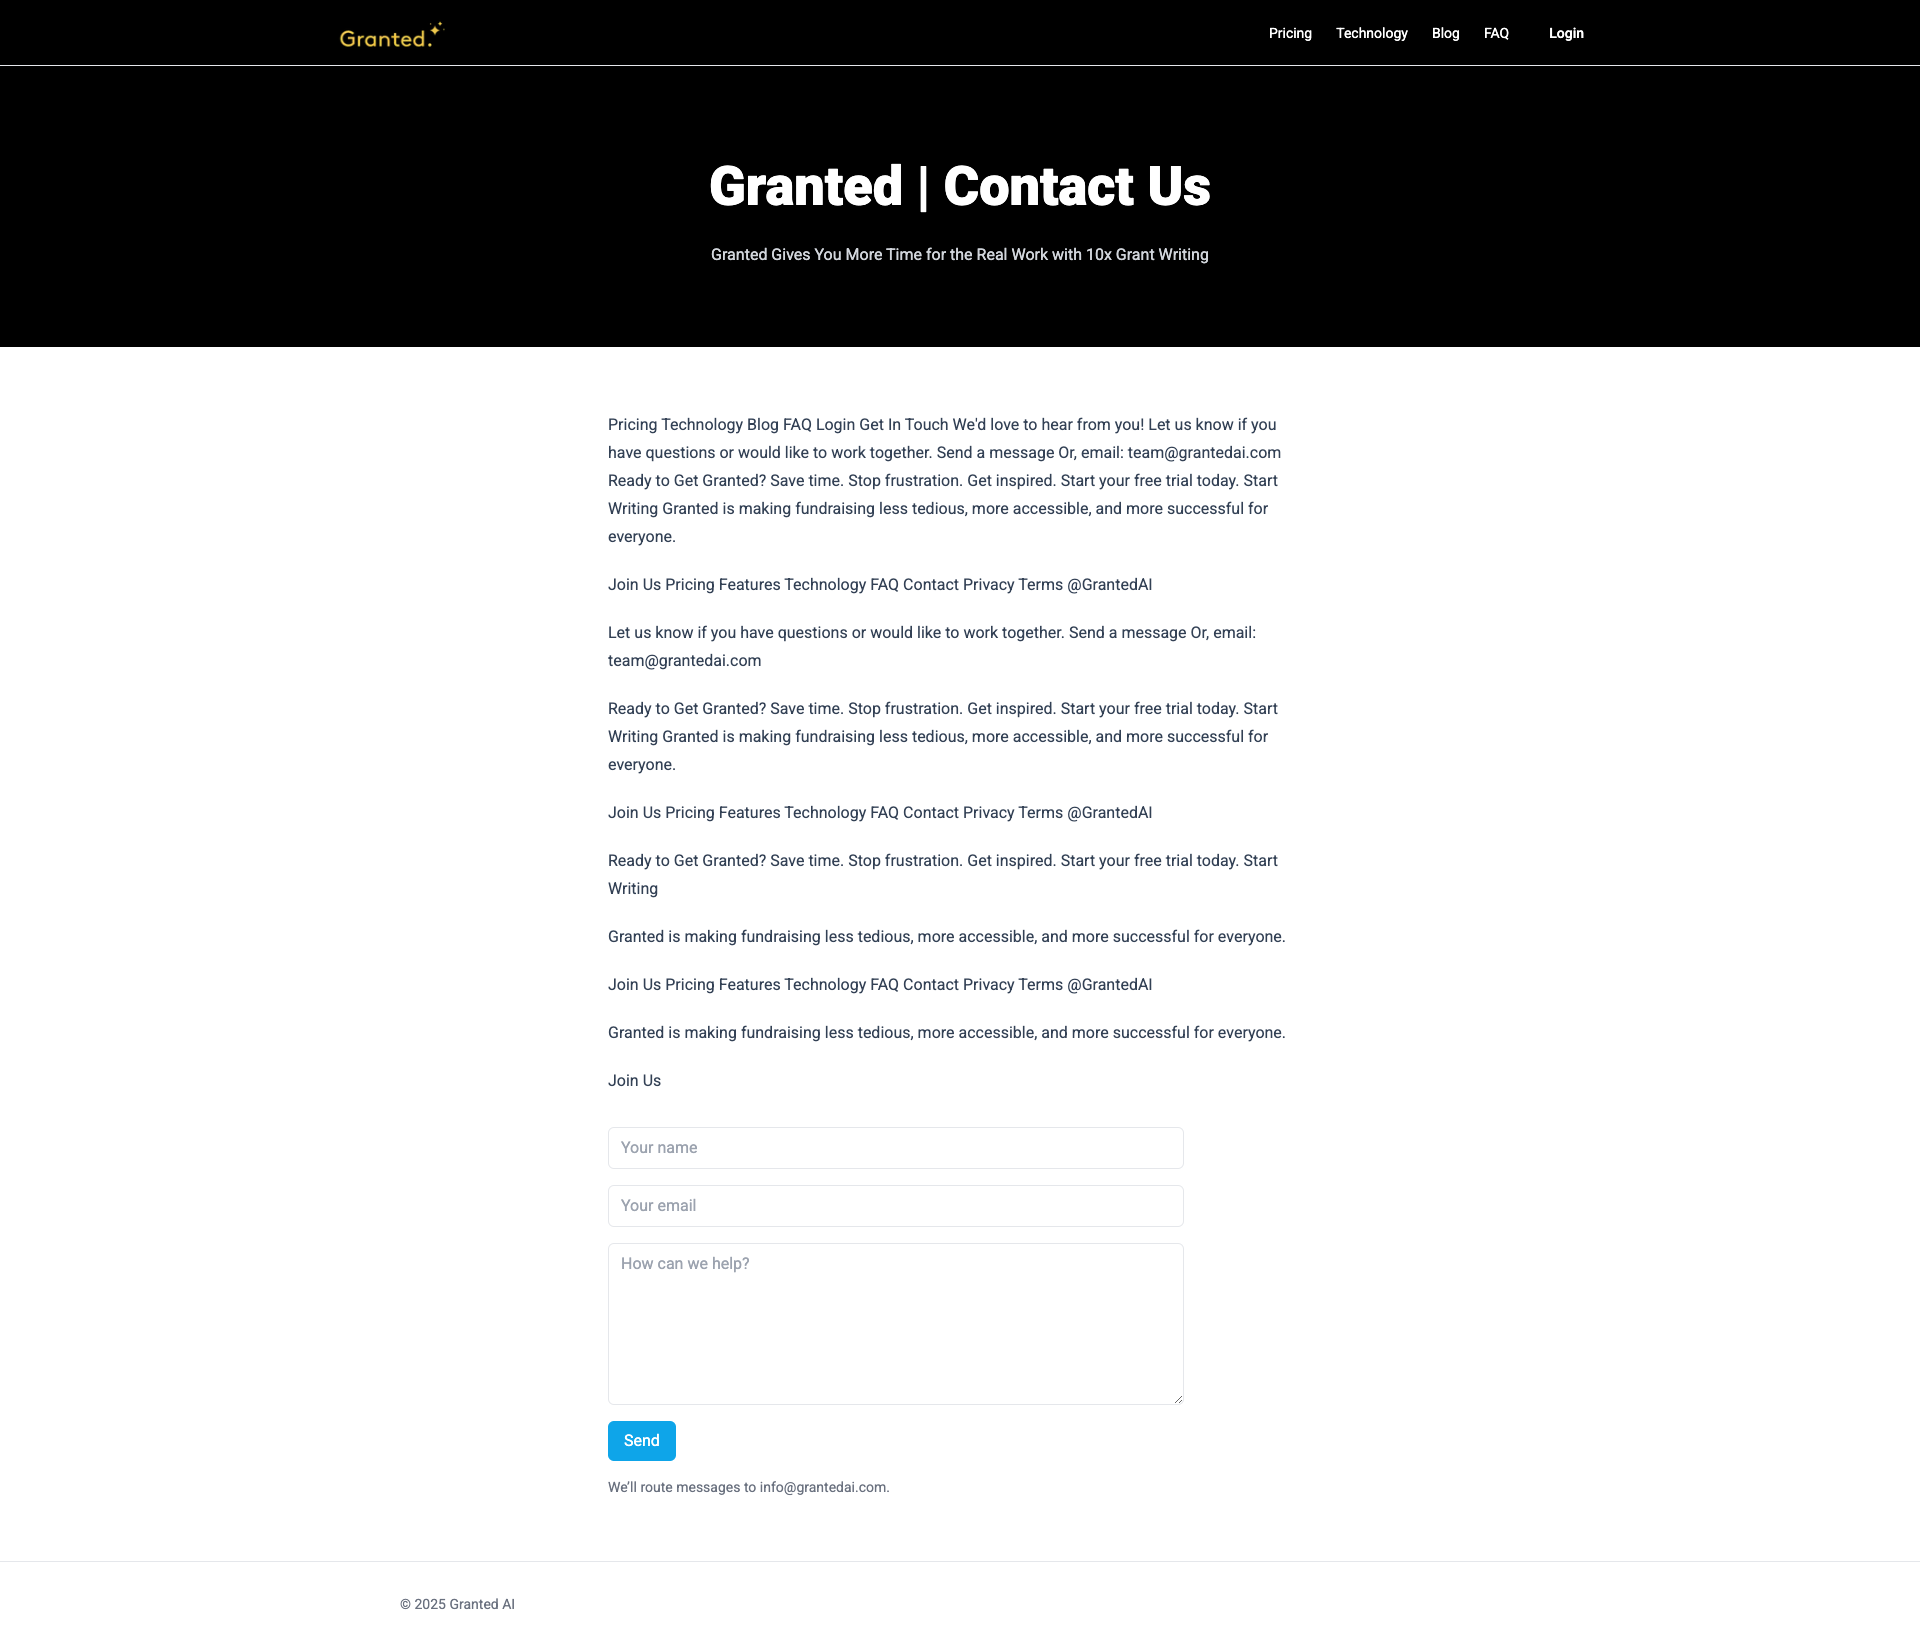 Granted.
Pricing Technology Blog FAQ Login
Granted | Contact Us
Granted Gives You More Time for the Real Work with 10x Grant Writing
Pricing Technology Blog FAQ Login Get In Touch We'd love to hear from you! Let us know if you
have questions or would like to work together. Send a message Or, email: team@grantedai.com
Ready to Get Granted? Save time. Stop frustration. Get inspired. Start your free trial today. Start
Writing Granted is making fundraising less tedious, more accessible, and more successful for
everyone.
Join Us Pricing Features Technology FAQ Contact Privacy Terms @GrantedAI
Let us know if you have questions or would like to work together. Send a message Or, email:
team@grantedai.com
Ready to Get Granted? Save time. Stop frustration. Get inspired. Start your free trial today. Start
Writing Granted is making fundraising less tedious, more accessible, and more successful for
everyone.
Join Us Pricing Features Technology FAQ Contact Privacy Terms @GrantedAI
Ready to Get Granted? Save time. Stop frustration. Get inspired. Start your free trial today. Start
Writing
Granted is making fundraising less tedious, more accessible, and more successful for everyone.
Join Us Pricing Features Technology FAQ Contact Privacy Terms @GrantedAI
Granted is making fundraising less tedious, more accessible, and more successful for everyone.
Join Us
Your name
Your email
How can we help?
Send
We’ll route messages to info@grantedai.com.
© 2025 Granted AI